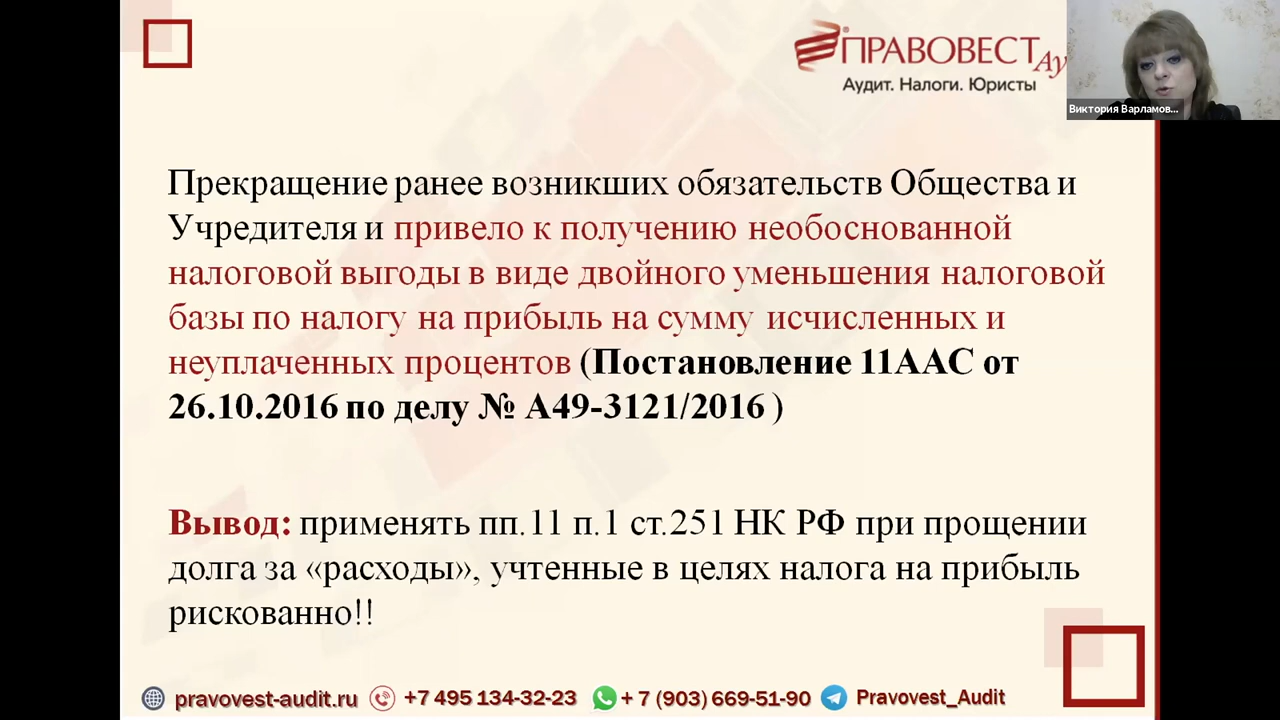 ПРАВОВЕСТ
Аудит. Налоги. Юристы
Виктория Варламов...
Прекращение ранее возникших обязательств Общества и
Учредителя и привело к получению необоснованной
налоговой выгоды в виде двойного уменьшения налоговой
базы по налогу на прибыль на сумму исчисленных и
неуплаченных процентов (Постановление 11ААС от
26.10.2016 по делу № А49-3121/2016 )
Вывод: применять пп.11 п.1 ст.251 НК РФ при прощении
долга за «расходы», учтенные в целях налога на прибыль
рискованно!!
pravovest-audit.ru +7 495 134-32-23 + 7 (903) 669-51-90 Pravovest_Audit